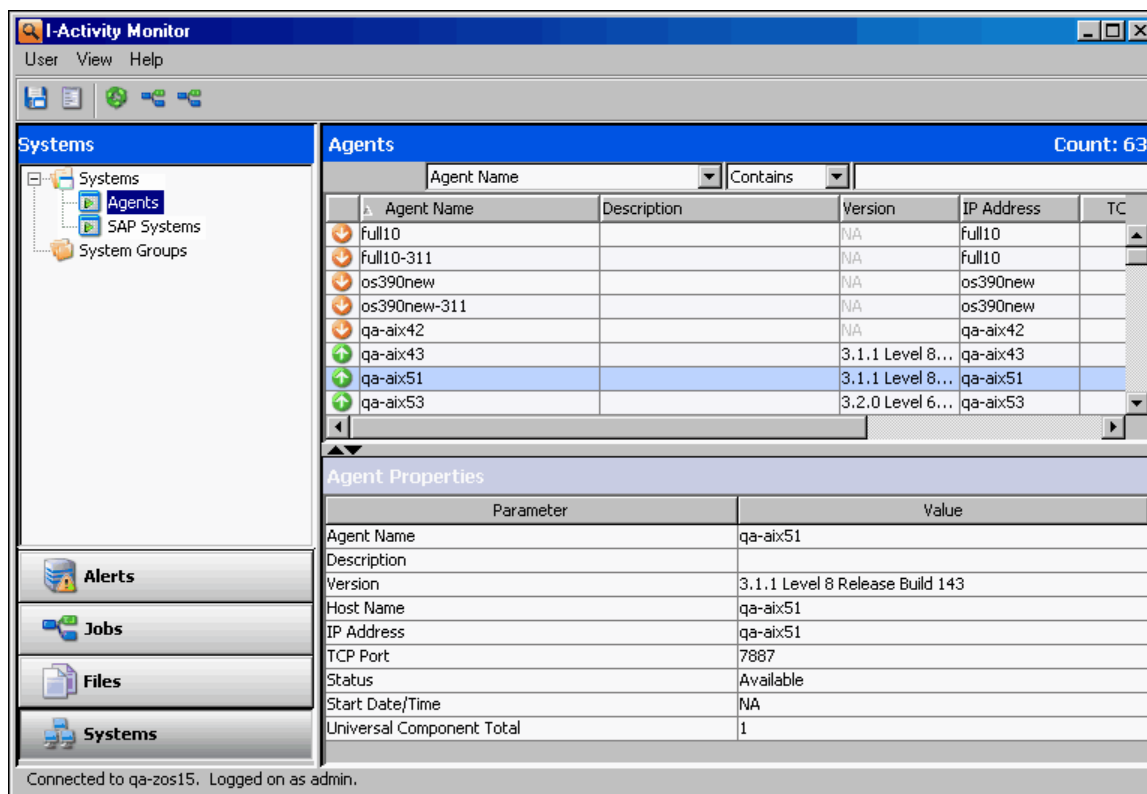 I-Activity Monitor
User View Help
Systems
Systems
Agents
SAP Systems
System Groups
Alerts
Jobs
Files
Systems
Agents Count: 63
Agent Name Contains
Agent Name Description Version IP Address TC
full10 NA full10
full10-311 NA full10
os390new NA os390new
os390new-311 NA os390new
qa-aix42 NA qa-aix42
qa-aix43 3.1.1 Level 8... qa-aix43
qa-aix51 3.1.1 Level 8... qa-aix51
qa-aix53 3.2.0 Level 6... qa-aix53
Agent Properties
Parameter Value
Agent Name qa-aix51
Description
Version 3.1.1 Level 8 Release Build 143
Host Name qa-aix51
IP Address qa-aix51
TCP Port 7887
Status Available
Start Date/Time NA
Universal Component Total 1
Connected to qa-zos15. Logged on as admin.